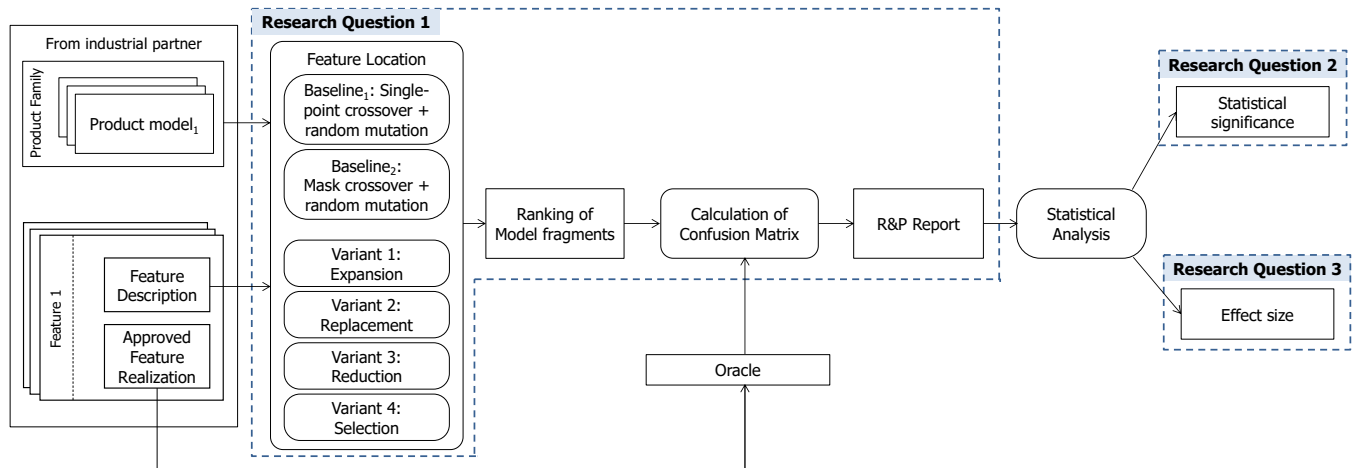 Research Question 1
From industrial partner
Product Family
Product model₁
Feature 1
Feature
Description
Approved
Feature
Realization
Feature Location
Baseline₁: Single-
point crossover +
random mutation
Baseline₂:
Mask crossover +
random mutation
Variant 1:
Expansion
Variant 2:
Replacement
Variant 3:
Reduction
Variant 4:
Selection
Ranking of
Model fragments
Calculation of
Confusion Matrix
R&P Report
Oracle
Statistical
Analysis
Research Question 2
Statistical
significance
Research Question 3
Effect size